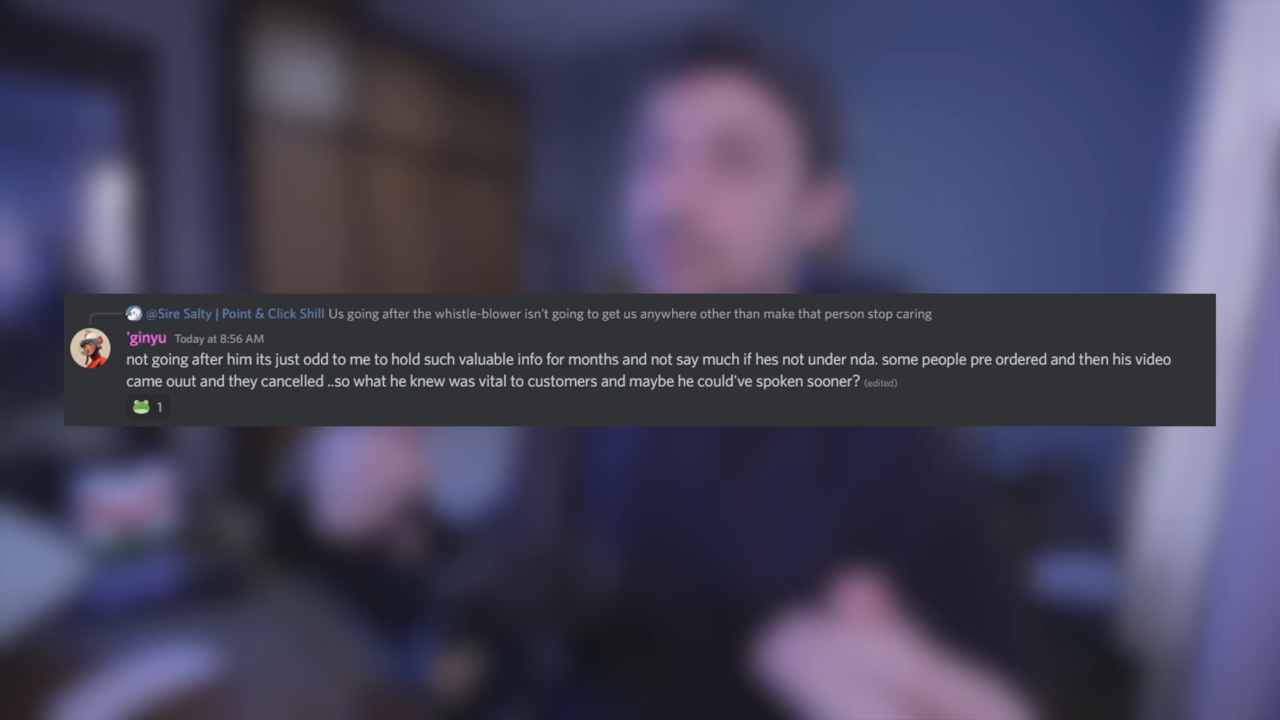 @Sire Salty | Point & Click Shill Us going after the whistle-blower isn't going to get us anywhere other than make that person stop caring
'ginyu Today at 8:56 AM
not going after him its just odd to me to hold such valuable info for months and not say much if hes not under nda. some people pre ordered and then his video
came ouut and they cancelled ..so what he knew was vital to customers and maybe he could've spoken sooner? (edited)
1